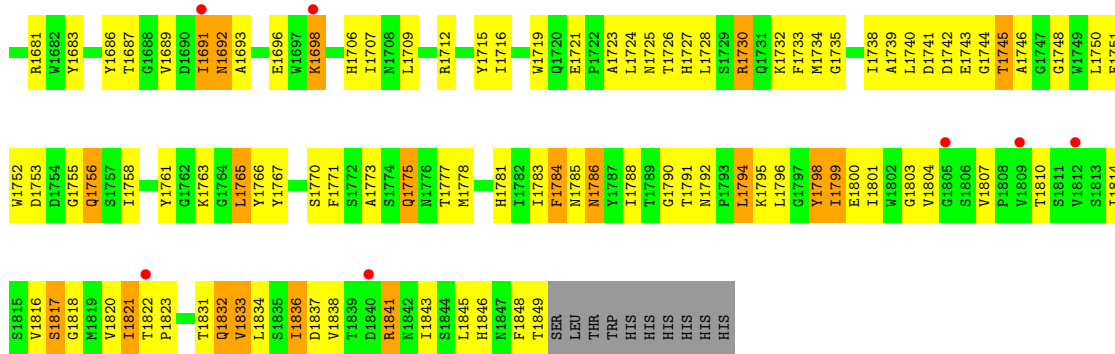 R1681 W1682 Y1683 Y1686 T1687 G1688 V1689 D1690 I1691 N1692 A1693 E1696 W1697 K1698 H1706 I1707 N1708 L1709 R1712 Y1715 I1716 W1719 Q1720 E1721 P1722 A1723 L1724 N1725 T1726 H1727 L1728 S1729 R1730 Q1731 K1732 F1733 M1734 G1735 I1738 A1739 L1740 D1741 D1742 E1743 G1744 T1745 A1746 G1747 G1748 W1749 L1750 E1751
W1752 D1753 D1754 G1755 Q1756 S1757 I1758 Y1761 G1762 K1763 G1764 L1765 Y1766 Y1767 S1770 F1771 S1772 A1773 S1774 Q1775 N1776 T1777 M1778 H1781 I1782 I1783 F1784 N1785 N1786 Y1787 I1788 T1789 G1790 T1791 N1792 P1793 L1794 K1795 L1796 G1797 Y1798 I1799 E1800 I1801 W1802 G1803 V1804 G1805 S1806 V1807 P1808 V1809 T1810 S1811 V1812 S1813 I1814
S1815 V1816 S1817 G1818 M1819 V1820 I1821 T1822 P1823 T1831 Q1832 V1833 L1834 S1835 I1836 D1837 V1838 T1839 D1840 R1841 N1842 I1843 S1844 L1845 H1846 N1847 F1848 T1849 SER LEU THR TRP HIS HIS HIS HIS HIS HIS